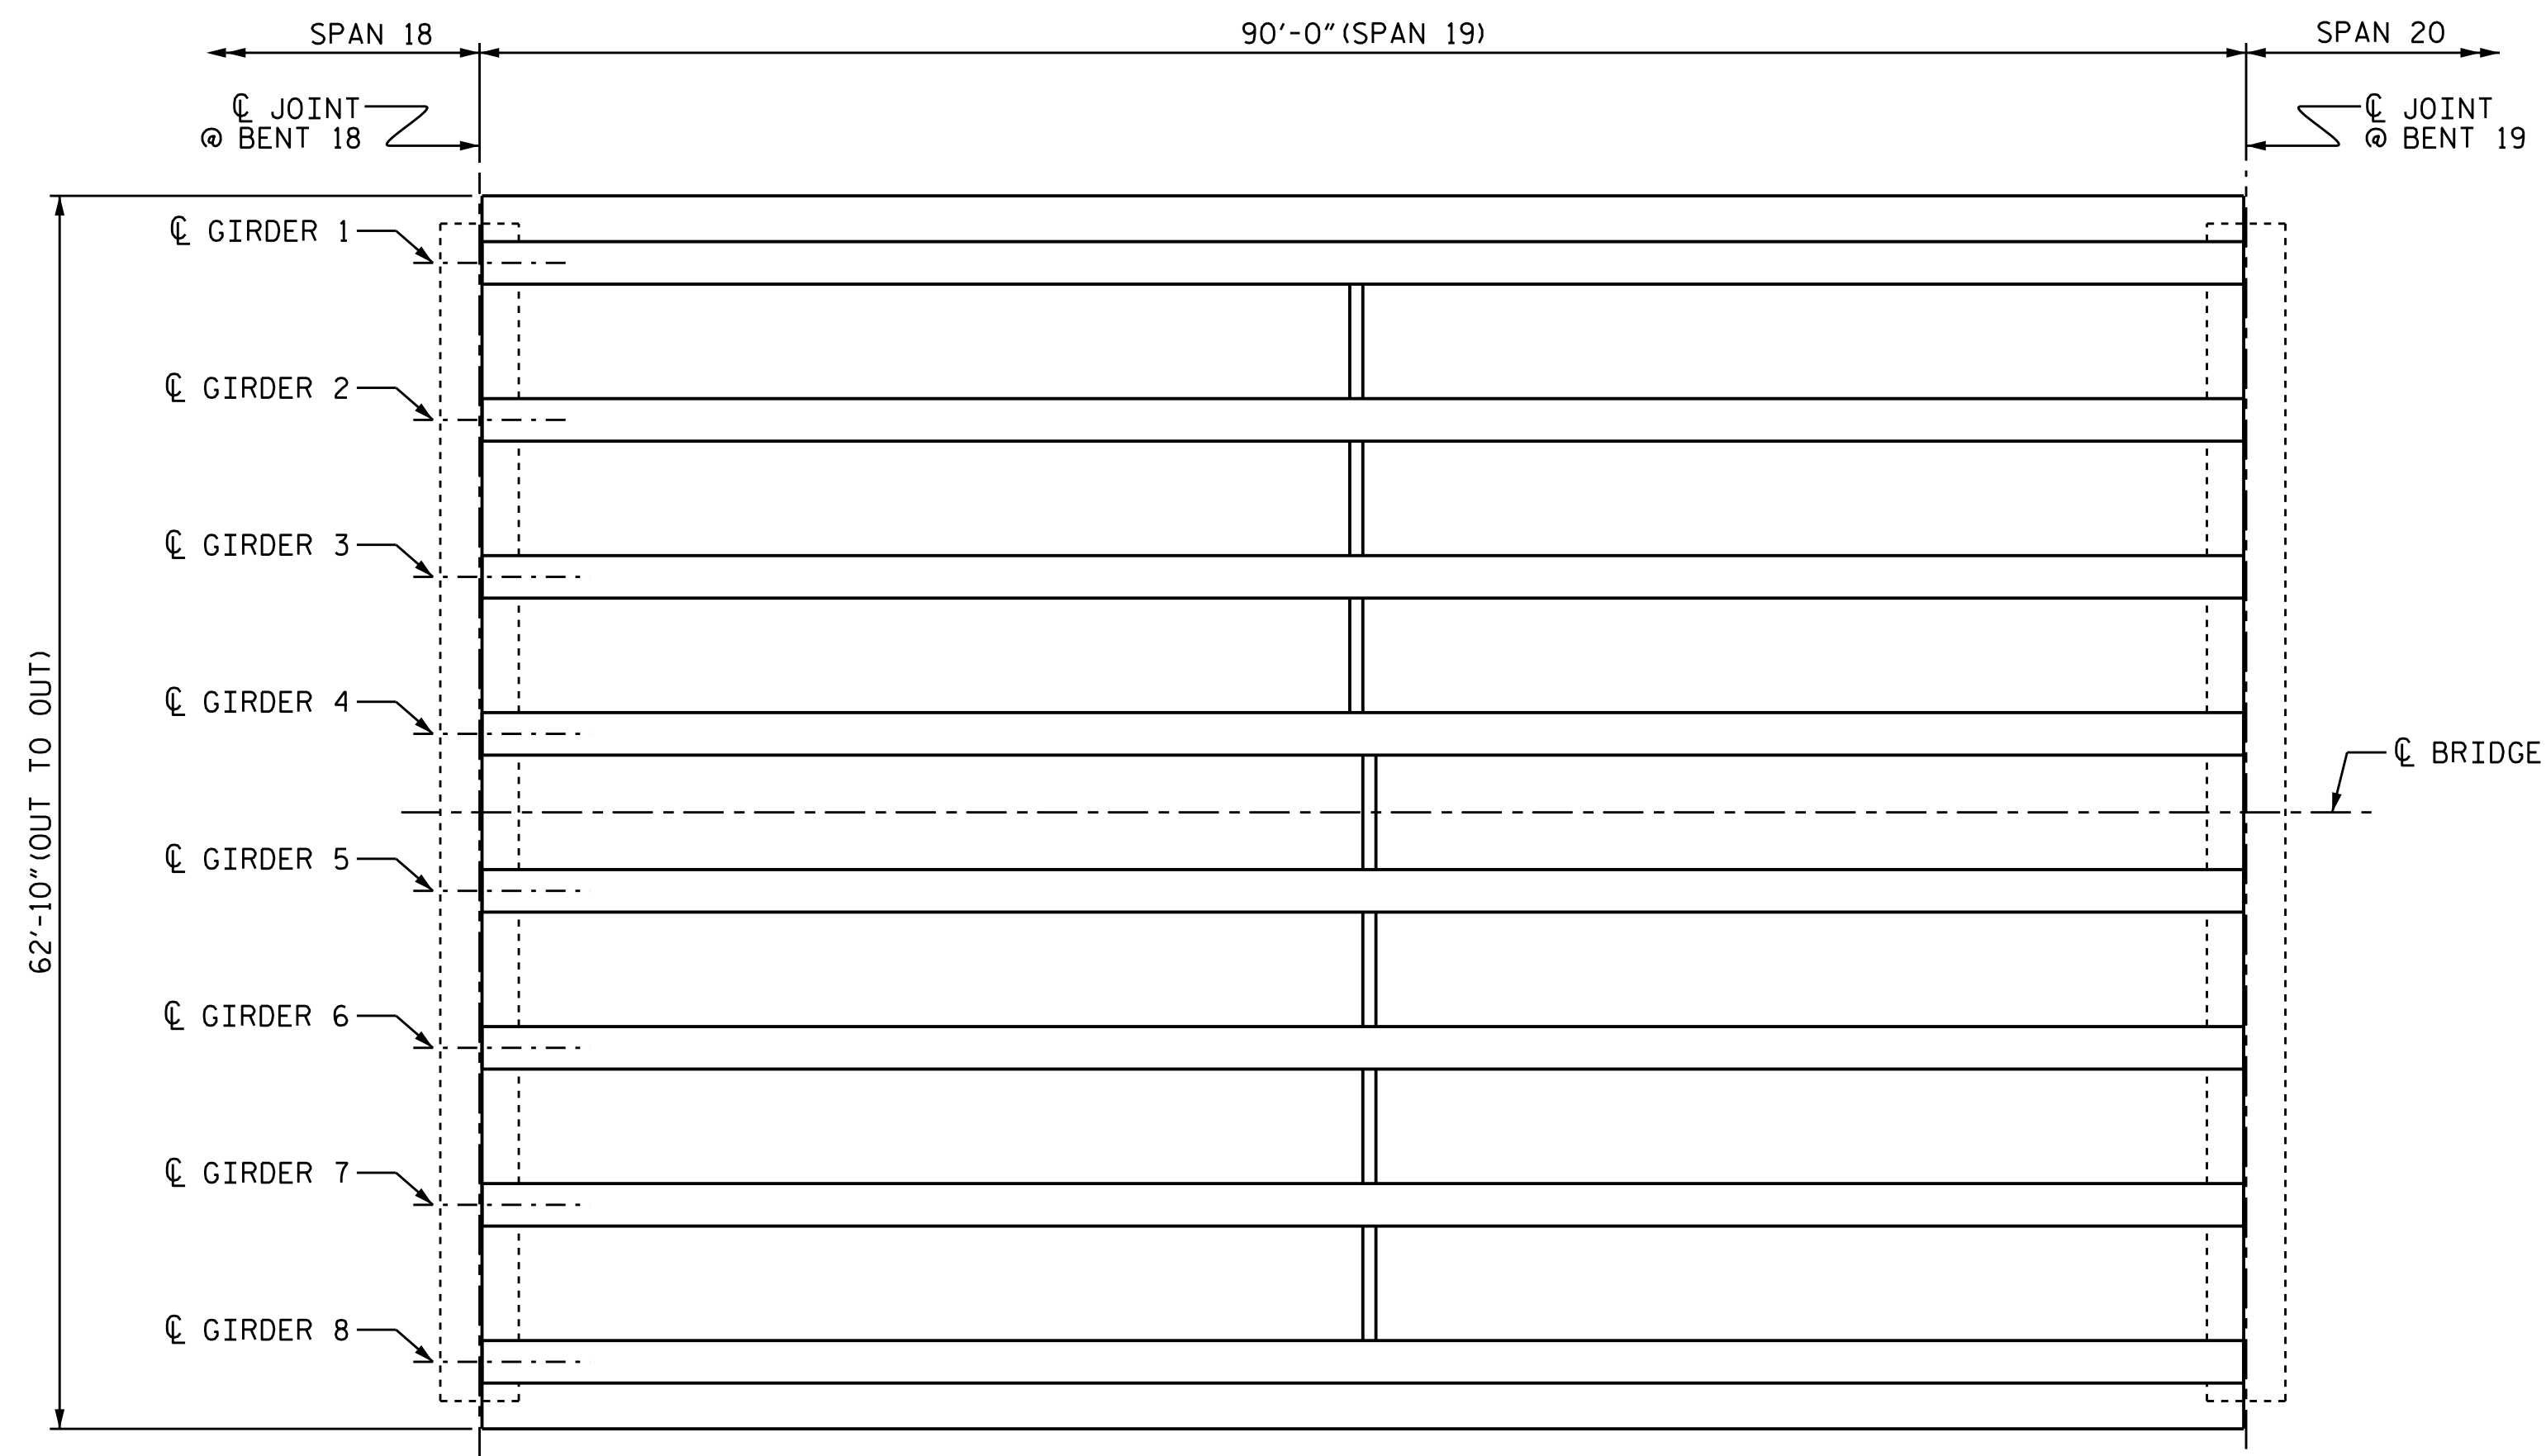 SPAN 18
90'-0"(SPAN 19)
SPAN 20
℄ JOINT
@ BENT 18
℄ JOINT
@ BENT 19
℄ GIRDER 1
℄ GIRDER 2
℄ GIRDER 3
℄ GIRDER 4
℄ BRIDGE
62'-10"(OUT TO OUT)
℄ GIRDER 5
℄ GIRDER 6
℄ GIRDER 7
℄ GIRDER 8